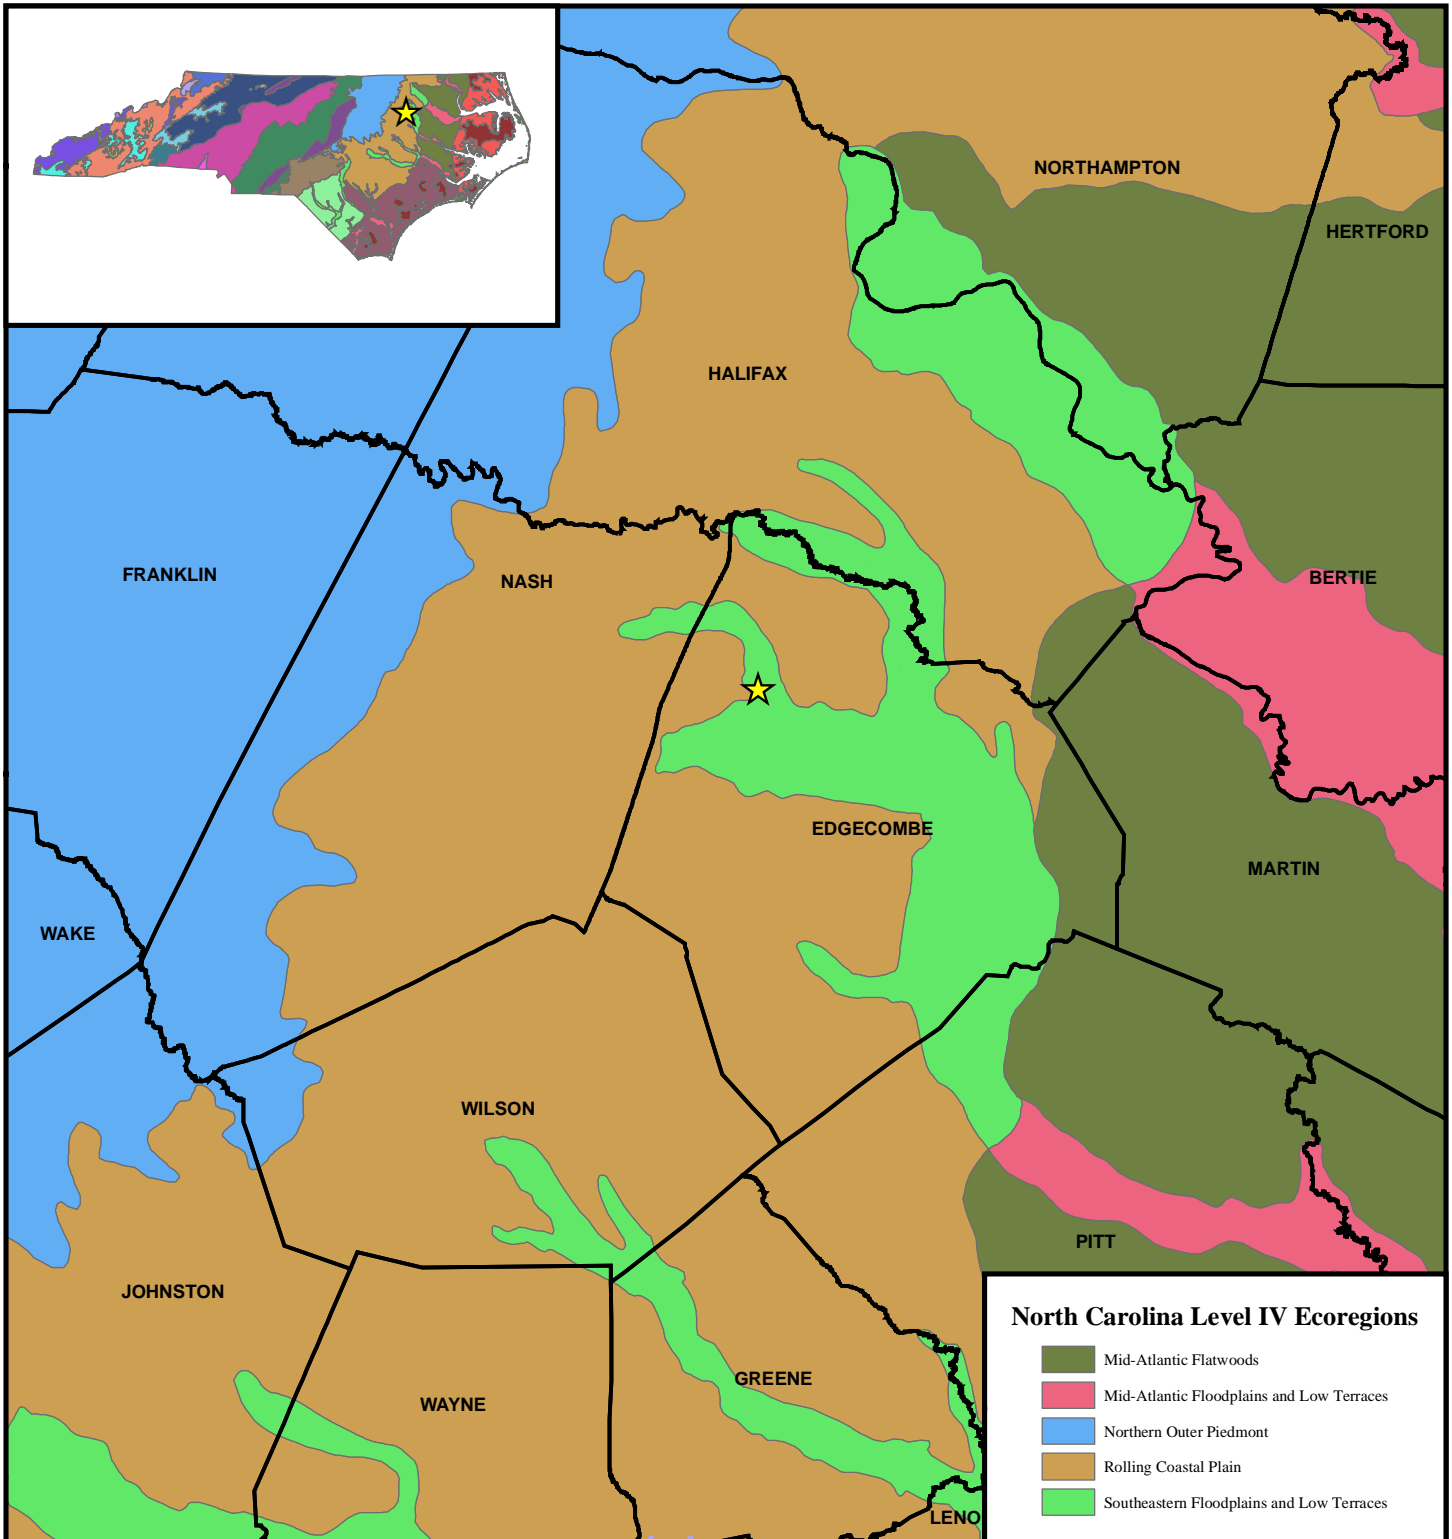 NORTHAMPTON
HERTFORD
HALIFAX
FRANKLIN
NASH
BERTIE
EDGECOMBE
MARTIN
WAKE
WILSON
PITT
JOHNSTON
GREENE
WAYNE
LENO
North Carolina Level IV Ecoregions
Mid-Atlantic Flatwoods
Mid-Atlantic Floodplains and Low Terraces
Northern Outer Piedmont
Rolling Coastal Plain
Southeastern Floodplains and Low Terraces